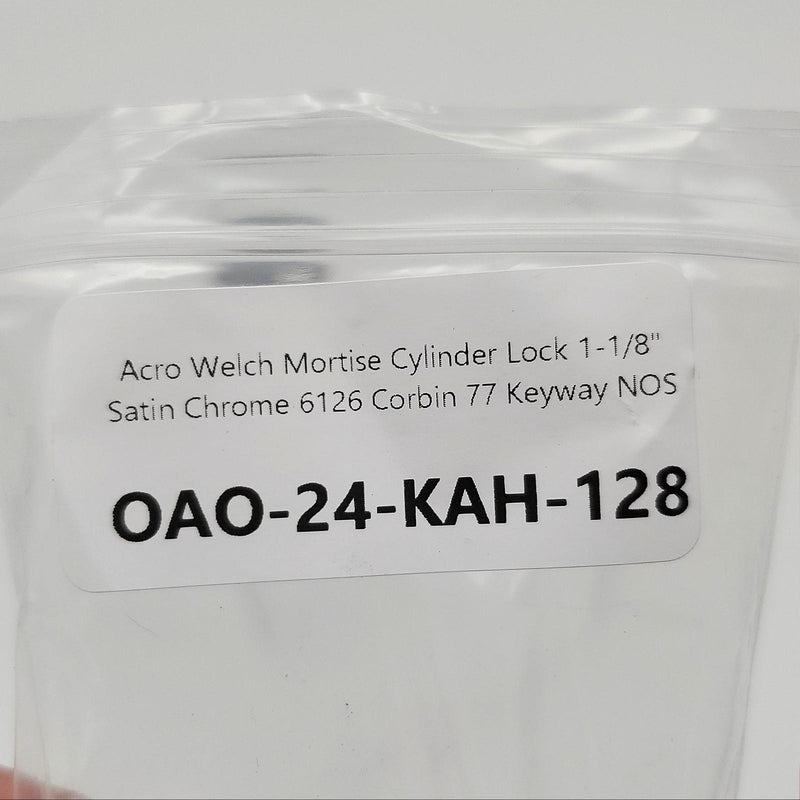 Acro Welch Mortise Cylinder Lock 1-1/8"
Satin Chrome 6126 Corbin 77 Keyway NOS
OAO-24-KAH-128